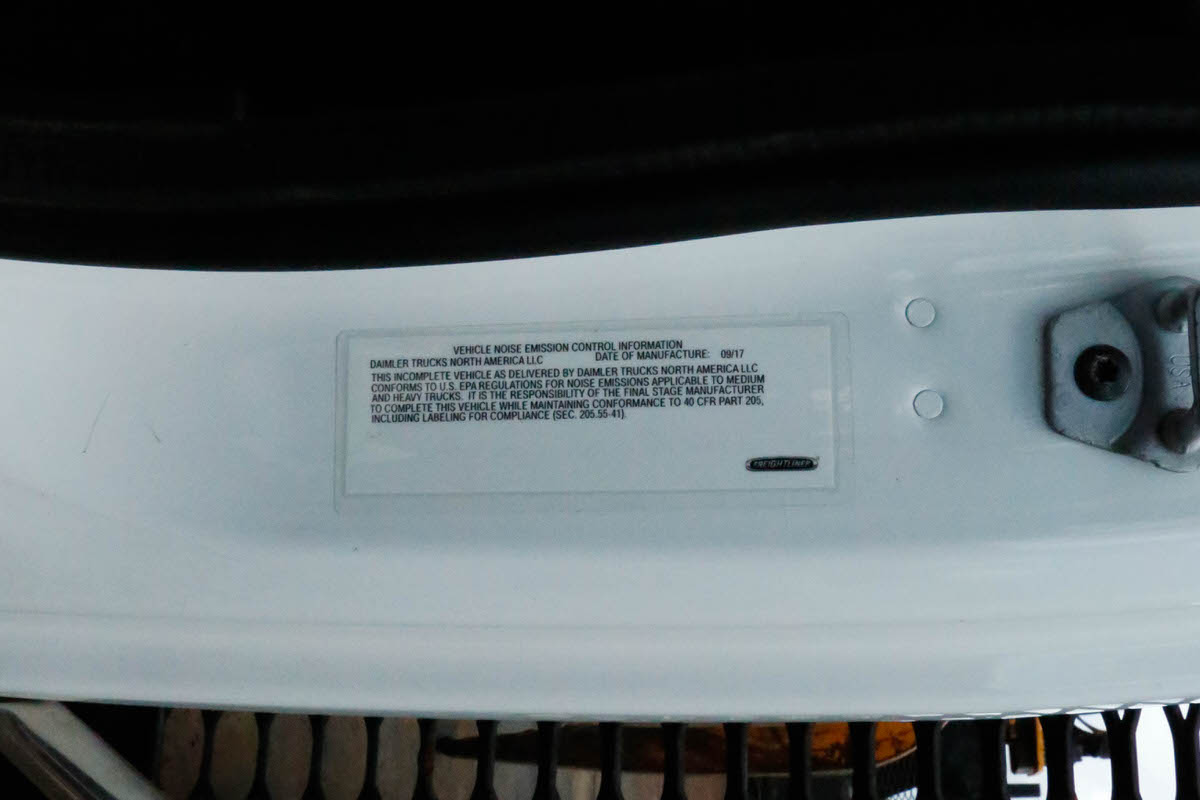 VEHICLE NOISE EMISSION CONTROL INFORMATION
DAIMLER TRUCKS NORTH AMERICA LLC DATE OF MANUFACTURE: 09/17
THIS INCOMPLETE VEHICLE AS DELIVERED BY DAIMLER TRUCKS NORTH AMERICA LLC
CONFORMS TO U.S. EPA REGULATIONS FOR NOISE EMISSIONS APPLICABLE TO MEDIUM
AND HEAVY TRUCKS. IT IS THE RESPONSIBILITY OF THE FINAL STAGE MANUFACTURER
TO COMPLETE THIS VEHICLE WHILE MAINTAINING CONFORMANCE TO 40 CFR PART 205,
INCLUDING LABELING FOR COMPLIANCE (SEC. 205.55-41).
FREIGHTLINER
USA